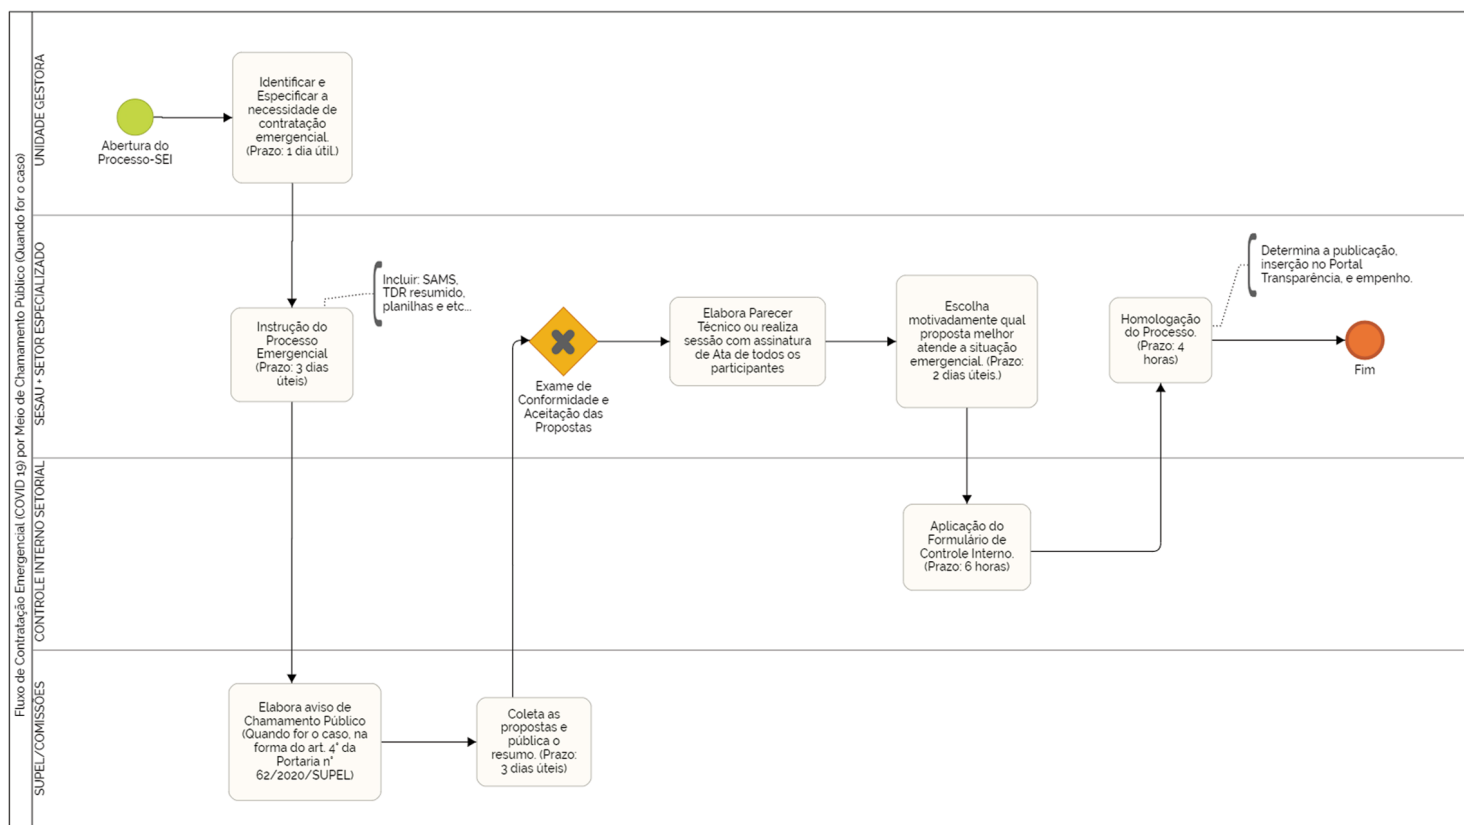 Fluxo de Contratação Emergencial (COVID 19) por Meio de Chamamento Público (Quando for o caso)
UNIDADE GESTORA
Abertura do
Processo-SEI
Identificar e
Especificar a
necessidade de
contratação
emergencial.
(Prazo: 1 dia útil.)
SESAU + SETOR ESPECIALIZADO
Instrução do
Processo
Emergencial
(Prazo: 3 dias
úteis)
Incluir: SAMS,
TDR resumido,
planilhas e etc...
Exame de
Conformidade e
Aceitação das
Propostas
Elabora Parecer
Técnico ou realiza
sessão com assinatura
de Ata de todos os
participantes
Escolha
motivadamente qual
proposta melhor
atende a situação
emergencial. (Prazo:
2 dias úteis.)
Homologação
do Processo.
(Prazo: 4
horas)
Determina a publicação,
inserção no Portal
Transparência, e empenho.
Fim
CONTROLE INTERNO SETORIAL
Aplicação do
Formulário de
Controle Interno.
(Prazo: 6 horas)
SUPEL/COMISSÕES
Elabora aviso de
Chamamento Público
(Quando for o caso, na
forma do art. 4° da
Portaria n°
62/2020/SUPEL)
Coleta as
propostas e
pública o
resumo. (Prazo:
3 dias úteis)